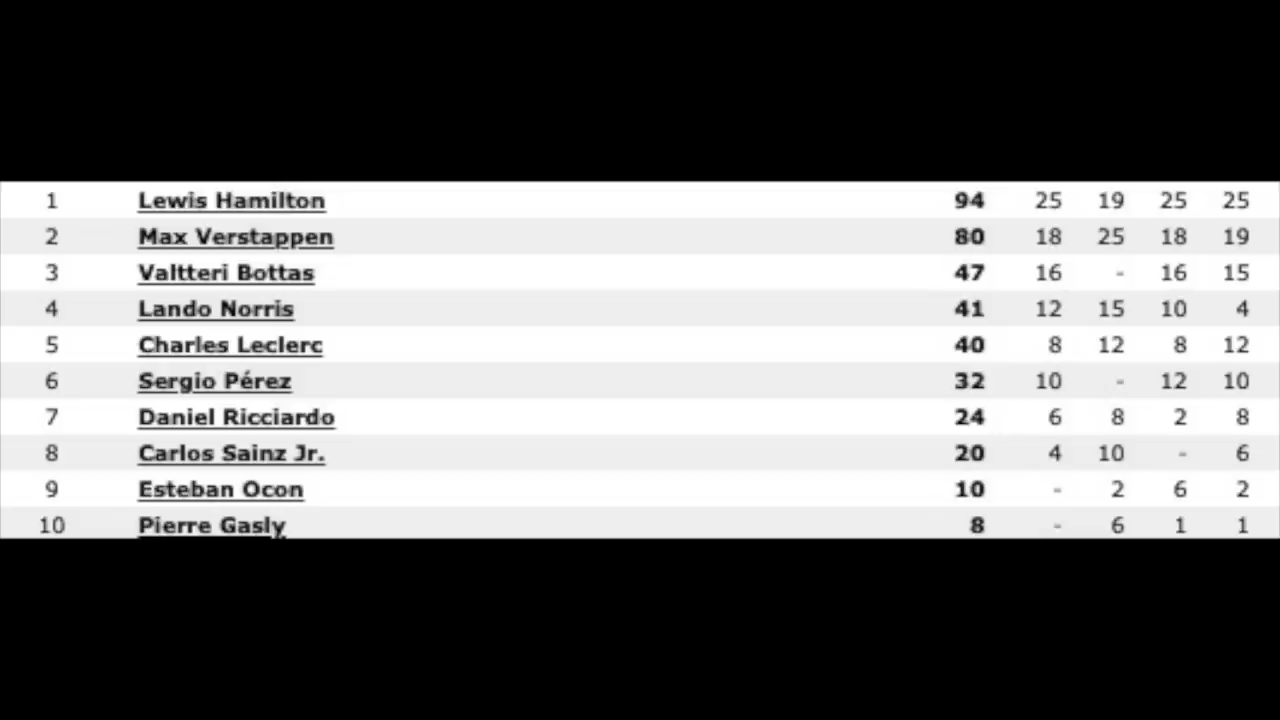 1 Lewis Hamilton 94 25 19 25 25
2 Max Verstappen 80 18 25 18 19
3 Valtteri Bottas 47 16 - 16 15
4 Lando Norris 41 12 15 10 4
5 Charles Leclerc 40 8 12 8 12
6 Sergio Pérez 32 10 - 12 10
7 Daniel Ricciardo 24 6 8 2 8
8 Carlos Sainz Jr. 20 4 10 - 6
9 Esteban Ocon 10 - 2 6 2
10 Pierre Gasly 8 - 6 1 1